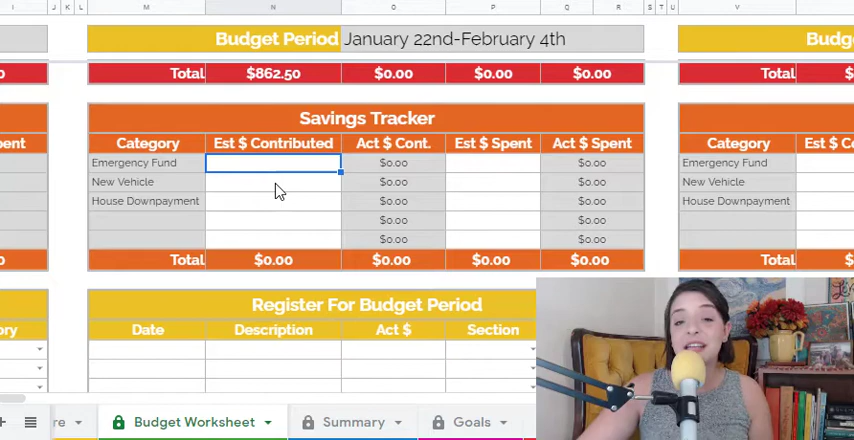 I J K L M N O P Q R S T U V
Budget Period January 22nd-February 4th Budg
0 Total $862.50 $0.00 $0.00 $0.00 Total
Savings Tracker
pent Category Est $ Contributed Act $ Cont. Est $ Spent Act $ Spent Category Est $ Co
Emergency Fund $0.00 $0.00 Emergency Fund
New Vehicle $0.00 $0.00 New Vehicle
House Downpayment $0.00 $0.00 House Downpayment
$0.00 $0.00
$0.00 $0.00
0 Total $0.00 $0.00 $0.00 $0.00 Total $
Register For Budget Period
ory Date Description Act $ Section
re Budget Worksheet Summary Goals